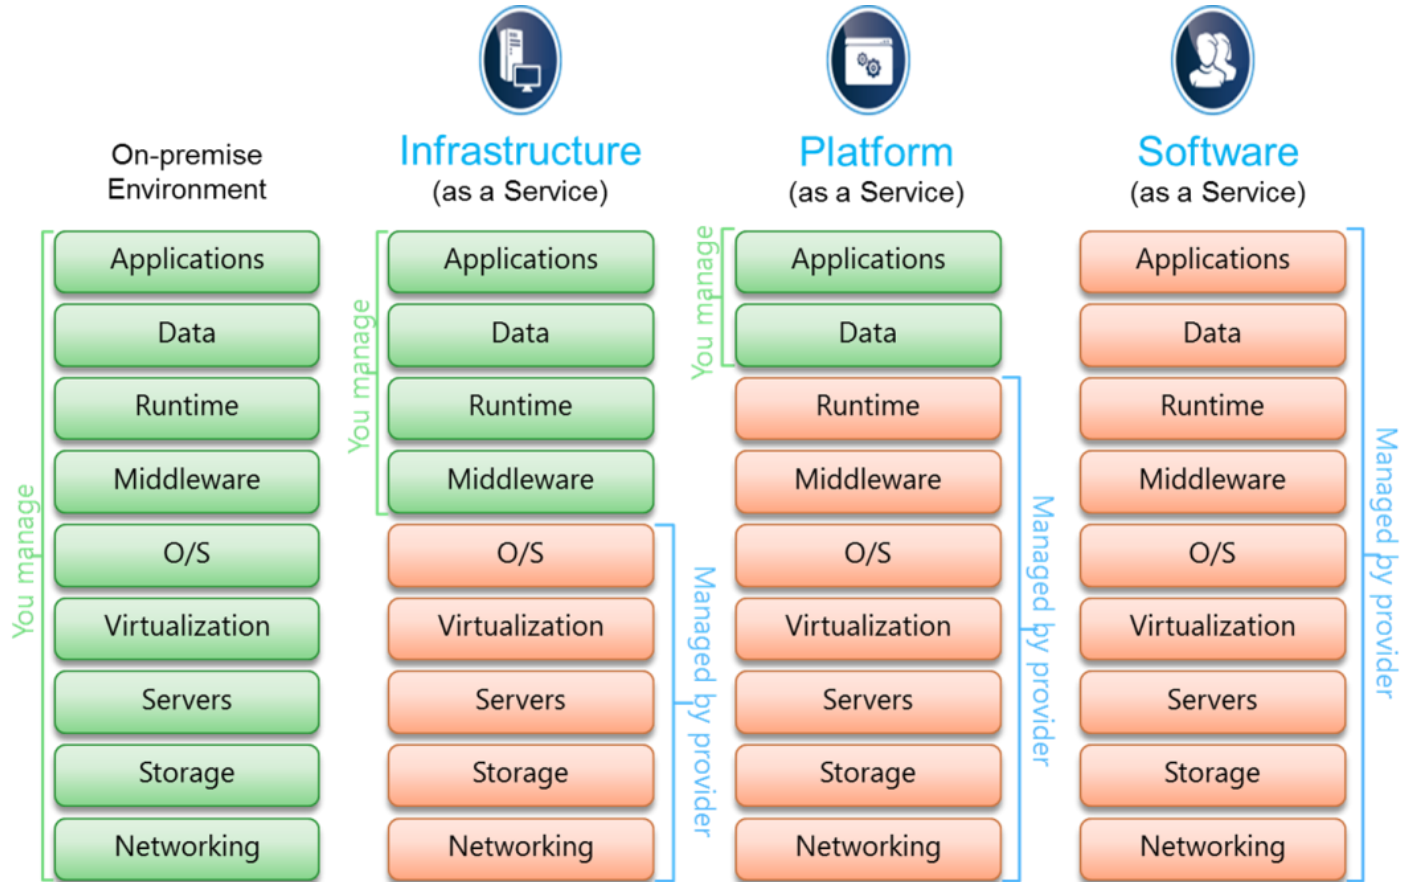 On-premise
Environment
You manage
Applications
Data
Runtime
Middleware
O/S
Virtualization
Servers
Storage
Networking
Infrastructure
(as a Service)
You manage
Applications
Data
Runtime
Middleware
O/S
Virtualization
Servers
Storage
Networking
Managed by provider
Platform
(as a Service)
You manage
Applications
Data
Runtime
Middleware
O/S
Virtualization
Servers
Storage
Networking
Managed by provider
Software
(as a Service)
Applications
Data
Runtime
Middleware
O/S
Virtualization
Servers
Storage
Networking
Managed by provider